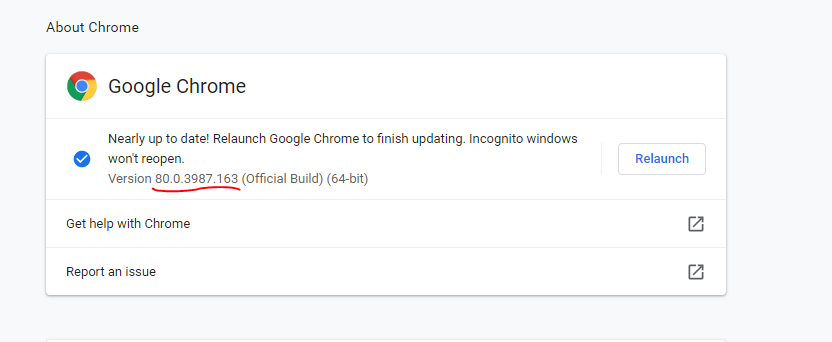 About Chrome
Google Chrome
Nearly up to date! Relaunch Google Chrome to finish updating. Incognito windows
won't reopen.
Relaunch
Version 80.0.3987.163 (Official Build) (64-bit)
Get help with Chrome
Report an issue